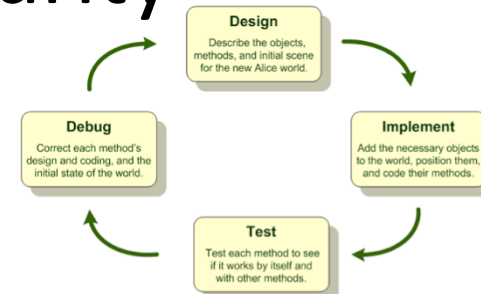 Design
Describe the objects,
methods, and initial scene
for the new Alice world.
Debug
Correct each method's
design and coding, and the
initial state of the world.
Implement
Add the necessary objects
to the world, position them,
and code their methods.
Test
Test each method to see
if it works by itself and
with other methods.